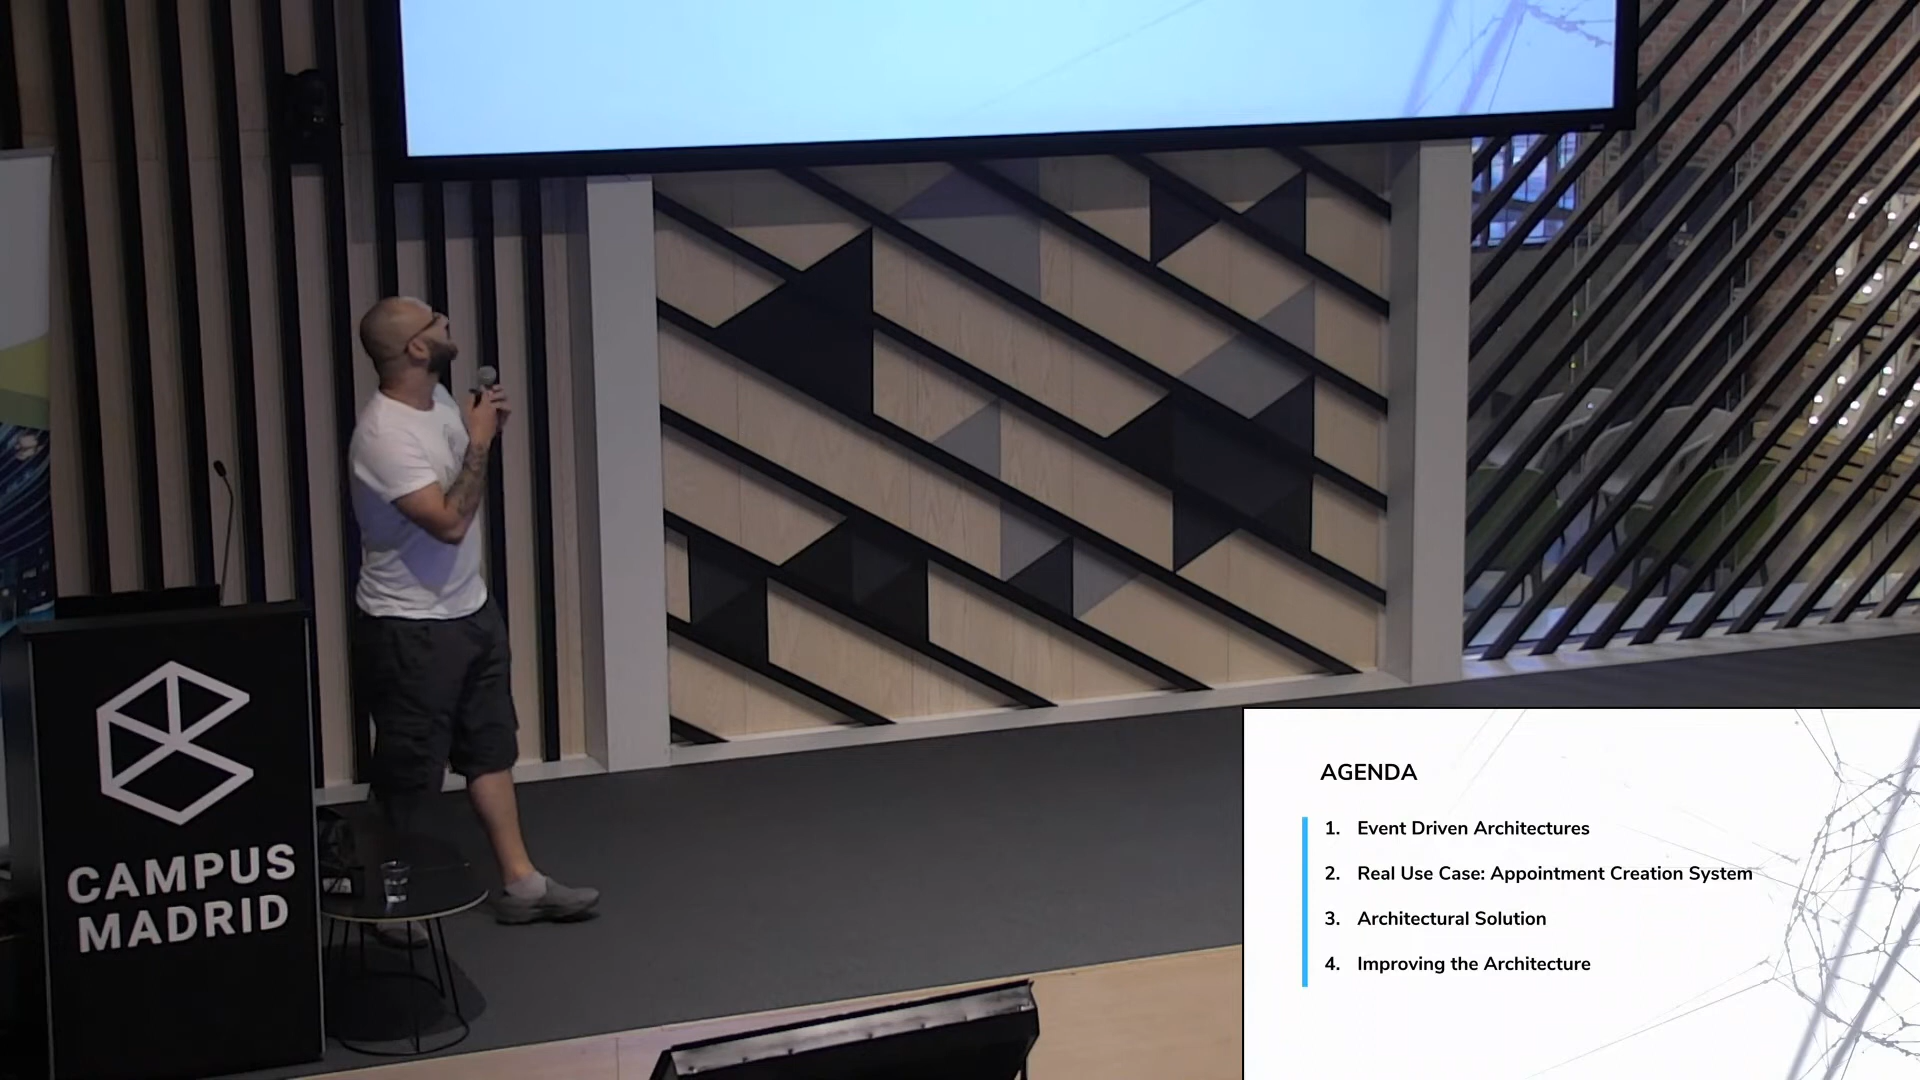 CAMPUS
MADRID
AGENDA
1. Event Driven Architectures
2. Real Use Case: Appointment Creation System
3. Architectural Solution
4. Improving the Architecture